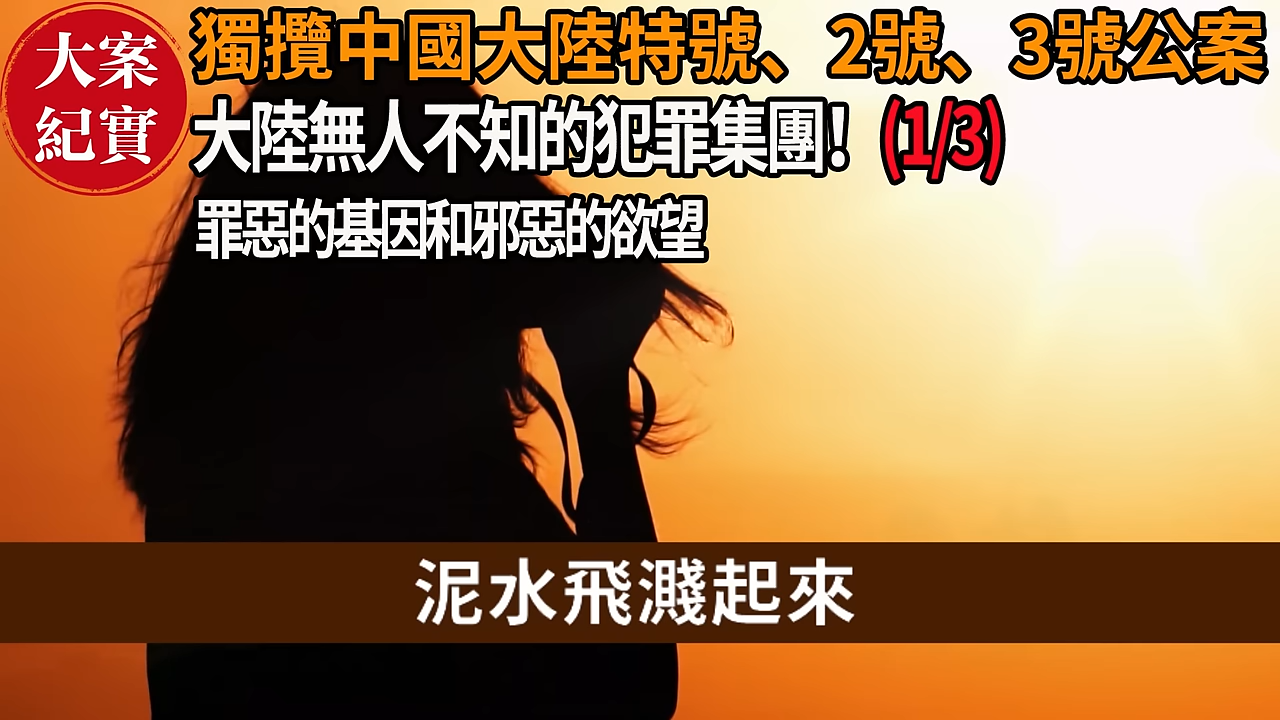 大案
紀實
獨攬中國大陸特號、2號、3號公案
大陸無人不知的犯罪集團！(1/3)
罪惡的基因和邪惡的欲望
泥水飛濺起來